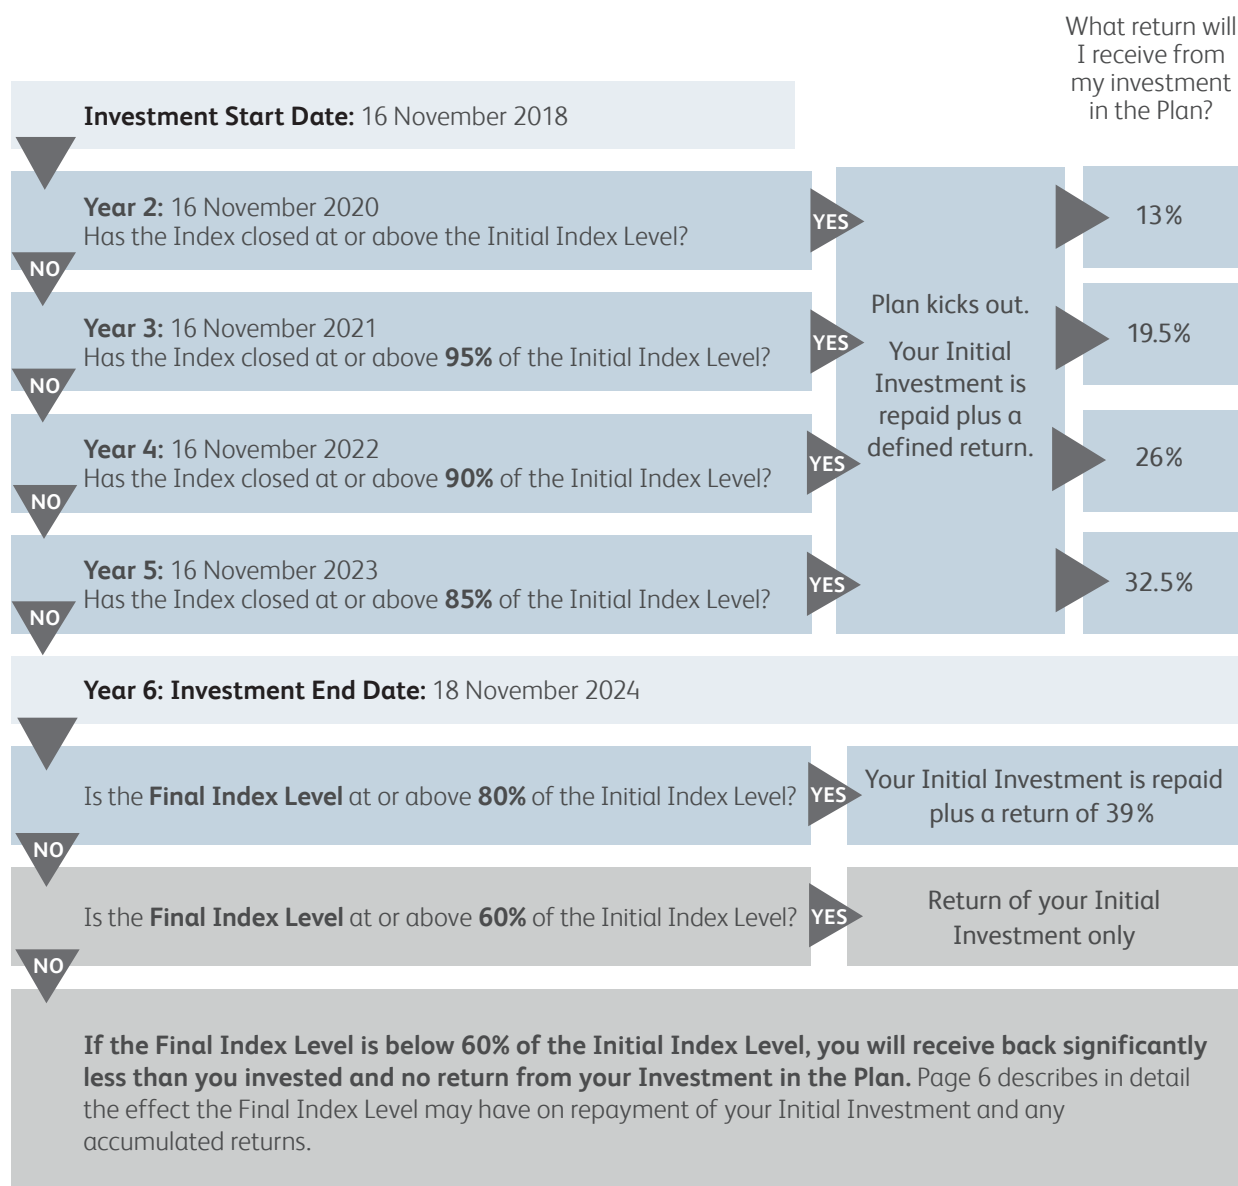 What return will
I receive from
my investment
in the Plan?
Investment Start Date: 16 November 2018
Year 2: 16 November 2020
Has the Index closed at or above the Initial Index Level?
YES
13%
NO
Year 3: 16 November 2021
Has the Index closed at or above 95% of the Initial Index Level?
YES
19.5%
NO
Year 4: 16 November 2022
Has the Index closed at or above 90% of the Initial Index Level?
YES
26%
NO
Year 5: 16 November 2023
Has the Index closed at or above 85% of the Initial Index Level?
YES
32.5%
NO
Plan kicks out.
Your Initial
Investment is
repaid plus a
defined return.
Year 6: Investment End Date: 18 November 2024
Is the Final Index Level at or above 80% of the Initial Index Level?
YES
Your Initial Investment is repaid
plus a return of 39%
NO
Is the Final Index Level at or above 60% of the Initial Index Level?
YES
Return of your Initial
Investment only
NO
If the Final Index Level is below 60% of the Initial Index Level, you will receive back significantly
less than you invested and no return from your Investment in the Plan. Page 6 describes in detail
the effect the Final Index Level may have on repayment of your Initial Investment and any
accumulated returns.